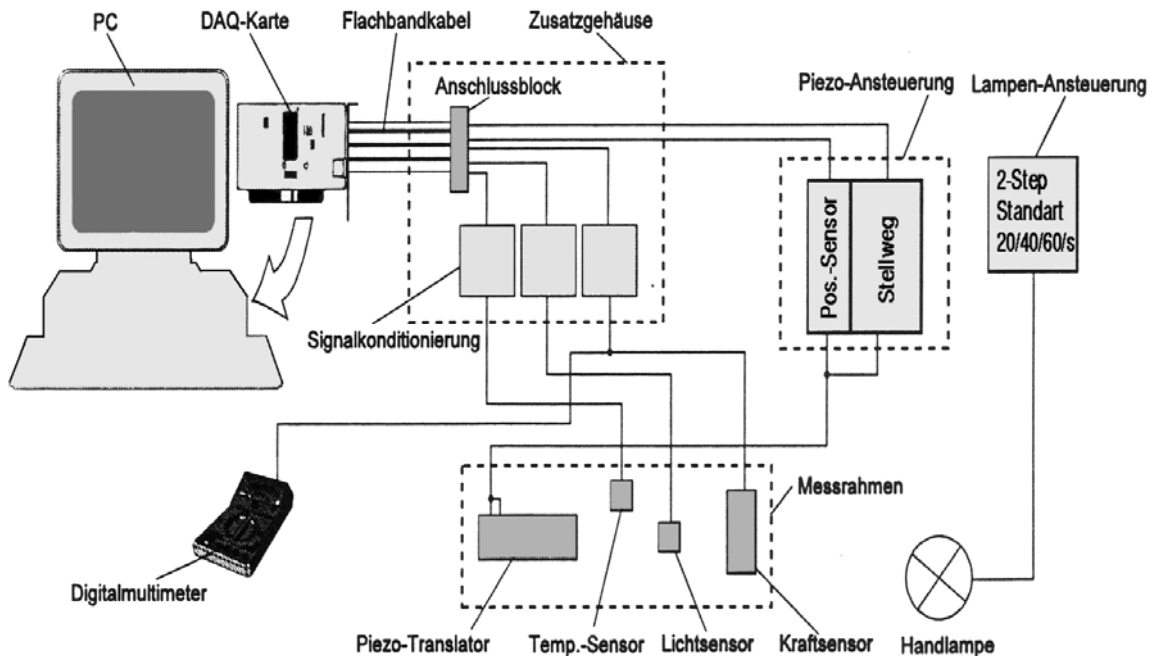 PC
DAQ-Karte
Flachbandkabel
Zusatzgehäuse
Anschlussblock
Piezo-Ansteuerung
Lampen-Ansteuerung
2-Step
Standart
20/40/60/s
Pos.-Sensor
Stellweg
Signalkonditionierung
Messrahmen
Digitalmultimeter
Piezo-Translator
Temp.-Sensor
Lichtsensor
Kraftsensor
Handlampe